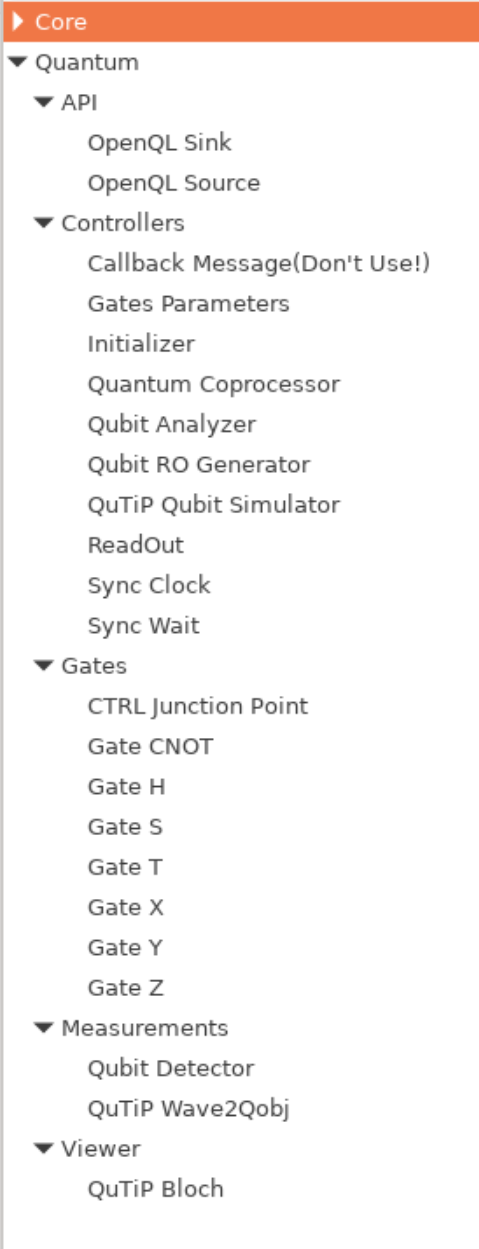 Core
Quantum
API
OpenQL Sink
OpenQL Source
Controllers
Callback Message(Don't Use!)
Gates Parameters
Initializer
Quantum Coprocessor
Qubit Analyzer
Qubit RO Generator
QuTiP Qubit Simulator
ReadOut
Sync Clock
Sync Wait
Gates
CTRL Junction Point
Gate CNOT
Gate H
Gate S
Gate T
Gate X
Gate Y
Gate Z
Measurements
Qubit Detector
QuTiP Wave2Qobj
Viewer
QuTiP Bloch